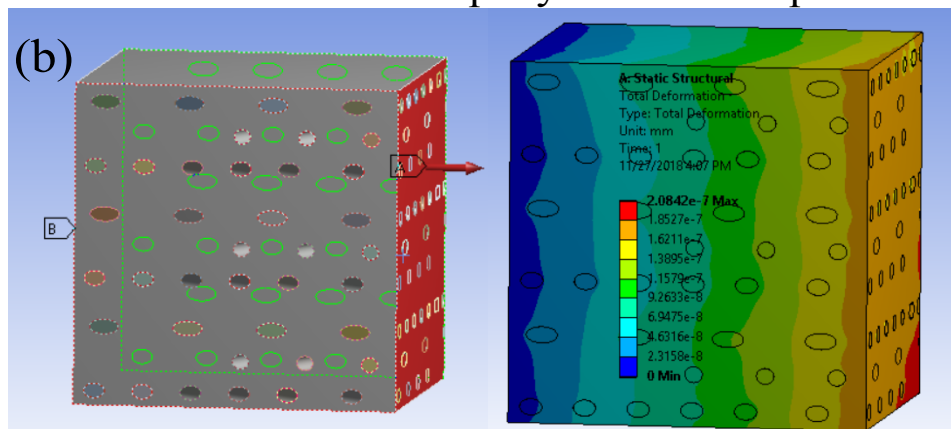 (b)
A
B
A: Static Structural
Total Deformation
Type: Total Deformation
Unit: mm
Time: 1
11/27/2018 4:07 PM
2.0842e-7 Max
1.8527e-7
1.6211e-7
1.3895e-7
1.1579e-7
9.2633e-8
6.9475e-8
4.6316e-8
2.3158e-8
0 Min